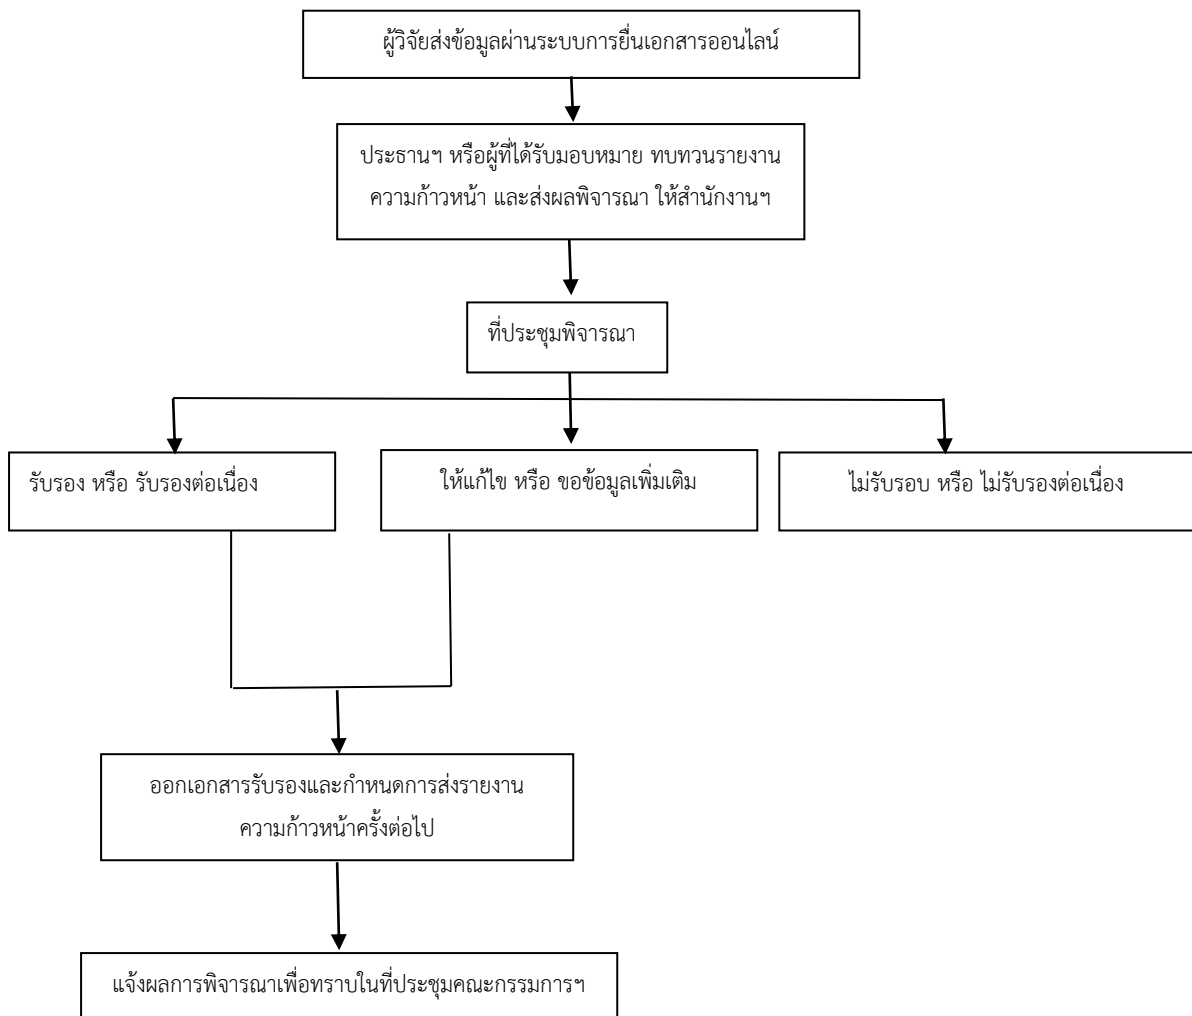 ผู้วิจัยส่งข้อมูลผ่านระบบการยื่นเอกสารออนไลน์
ประธานฯ หรือผู้ที่ได้รับมอบหมาย ทบทวนรายงาน
ความก้าวหน้า และส่งผลพิจารณา ให้สำนักงานฯ
ที่ประชุมพิจารณา
รับรอง หรือ รับรองต่อเนื่อง
ให้แก้ไข หรือ ขอข้อมูลเพิ่มเติม
ไม่รับรอบ หรือ ไม่รับรองต่อเนื่อง
ออกเอกสารรับรองและกำหนดการส่งรายงาน
ความก้าวหน้าครั้งต่อไป
แจ้งผลการพิจารณาเพื่อทราบในที่ประชุมคณะกรรมการฯ